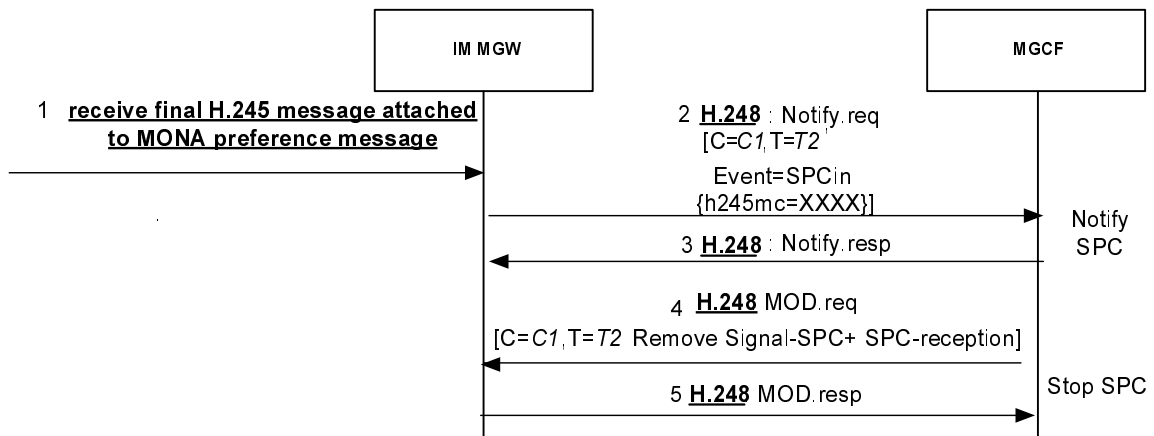 IM MGW
MGCF
1 receive final H.245 message attached
to MONA preference message
2 H.248 : Notify.req
[C=C1,T=T2 ,
Event=SPCin
{h245mc=XXXX}]
Notify
SPC
3 H.248 : Notify.resp
4 H.248 MOD.req
[C=C1,T=T2 Remove Signal-SPC+ SPC-reception]
Stop SPC
5 H.248 MOD.resp